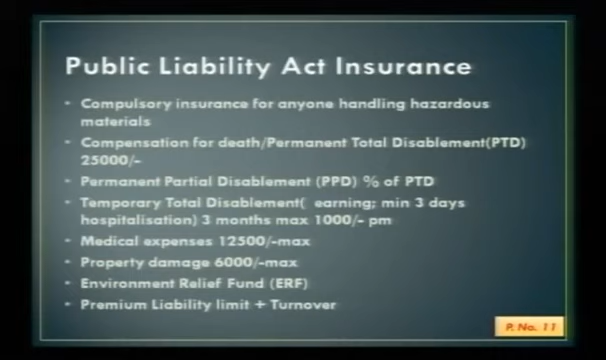 Public Liability Act Insurance
• Compulsory insurance for anyone handling hazardous
materials
• Compensation for death/Permanent Total Disablement(PTD)
25000/-
• Permanent Partial Disablement (PPD) % of PTD
• Temporary Total Disablement( earning; min 3 days
hospitalisation) 3 months max 1000/- pm
• Medical expenses 12500/-max
• Property damage 6000/-max
• Environment Relief Fund (ERF)
• Premium Liability limit + Turnover
P. No. 11